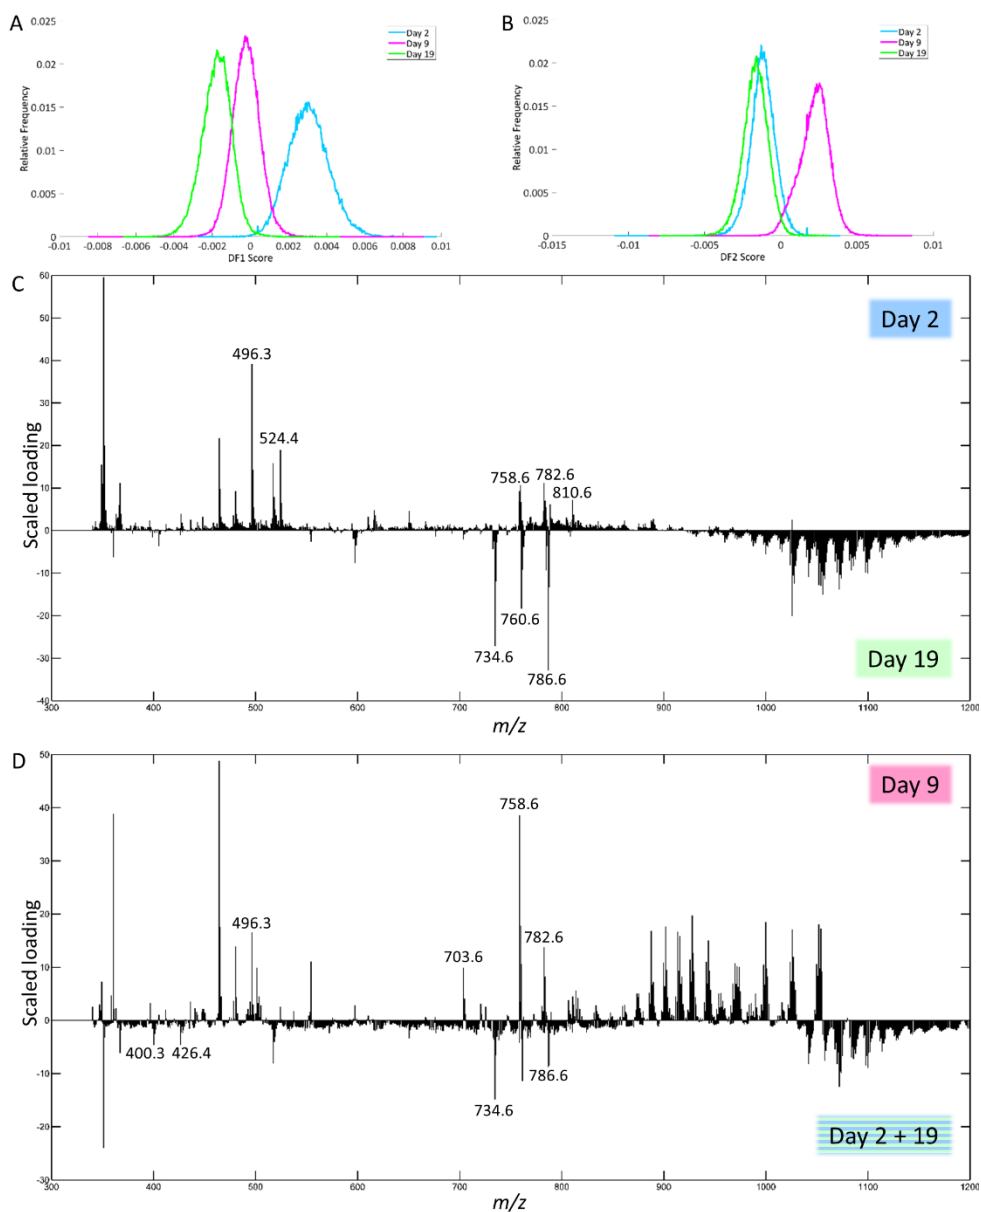 A
0.025
0.02
0.015
0.01
0.005
0
Relative Frequency
Day 2
Day 9
Day 19
-0.01 -0.008 -0.006 -0.004 -0.002 0 0.002 0.004 0.006 0.008 0.01
DF1 Score
B
0.025
0.02
0.015
0.01
0.005
0
Relative Frequency
Day 2
Day 9
Day 19
-0.015 -0.01 -0.005 0 0.005 0.01
DF2 Score
C
60
50
40
30
20
10
0
-10
-20
-30
-40
Scaled loading
Day 2
496.3
524.4
758.6
782.6
810.6
760.6
734.6
786.6
Day 19
300 400 500 600 700 800 900 1000 1100 1200
m/z
D
50
40
30
20
10
0
-10
-20
-30
Scaled loading
Day 9
758.6
496.3
703.6
782.6
400.3
426.4
786.6
734.6
Day 2 + 19
300 400 500 600 700 800 900 1000 1100 1200
m/z